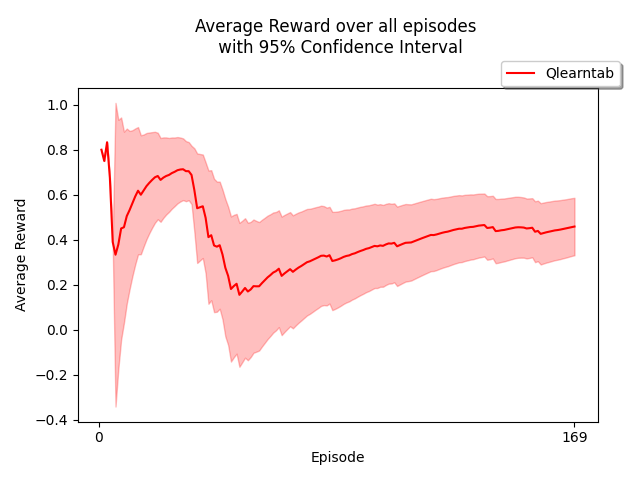 Average Reward over all episodes
with 95% Confidence Interval
Qlearntab
1.0
0.8
0.6
0.4
0.2
0.0
−0.2
−0.4
Average Reward
0
169
Episode